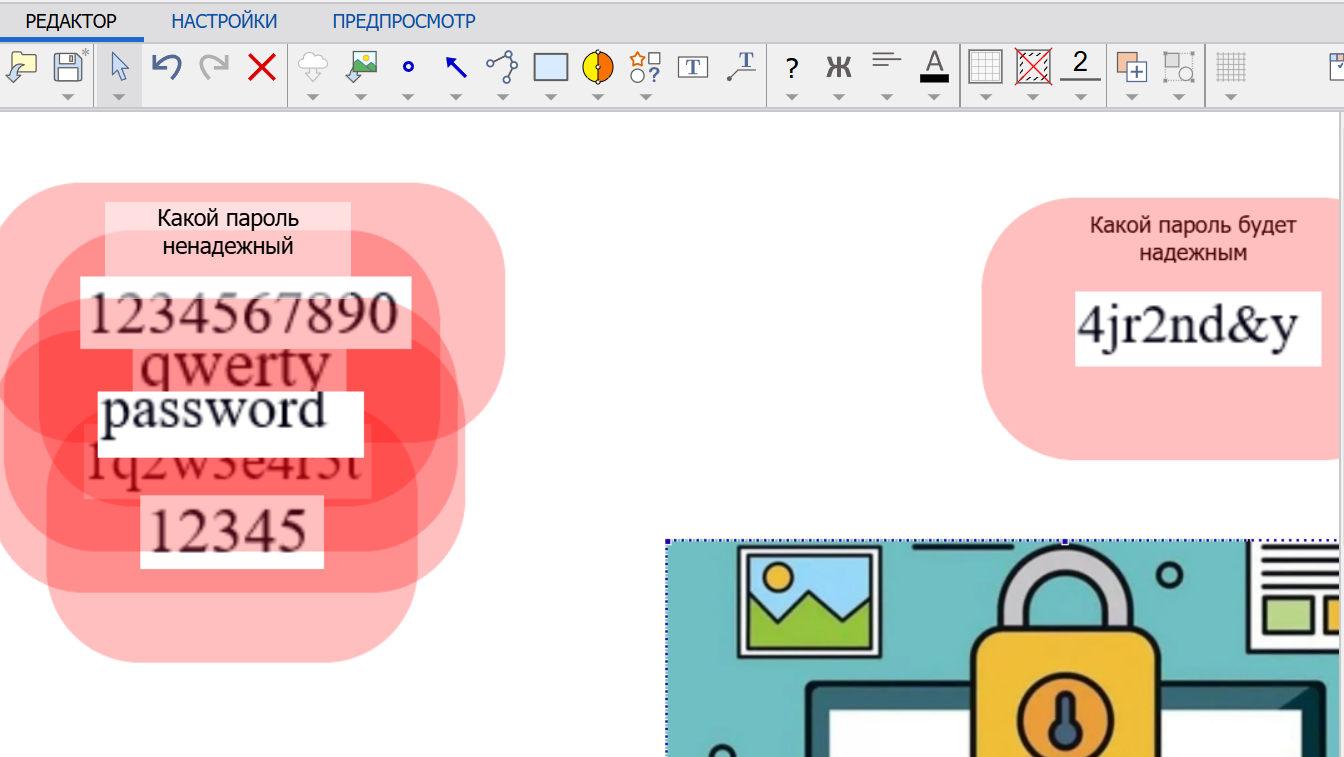 РЕДАКТОР НАСТРОЙКИ ПРЕДПРОСМОТР
? Ж A 2
Какой пароль
ненадежный
1234567890
qwerty
password
1q2w3e4r5t
12345
Какой пароль будет
надежным
4jr2nd&y